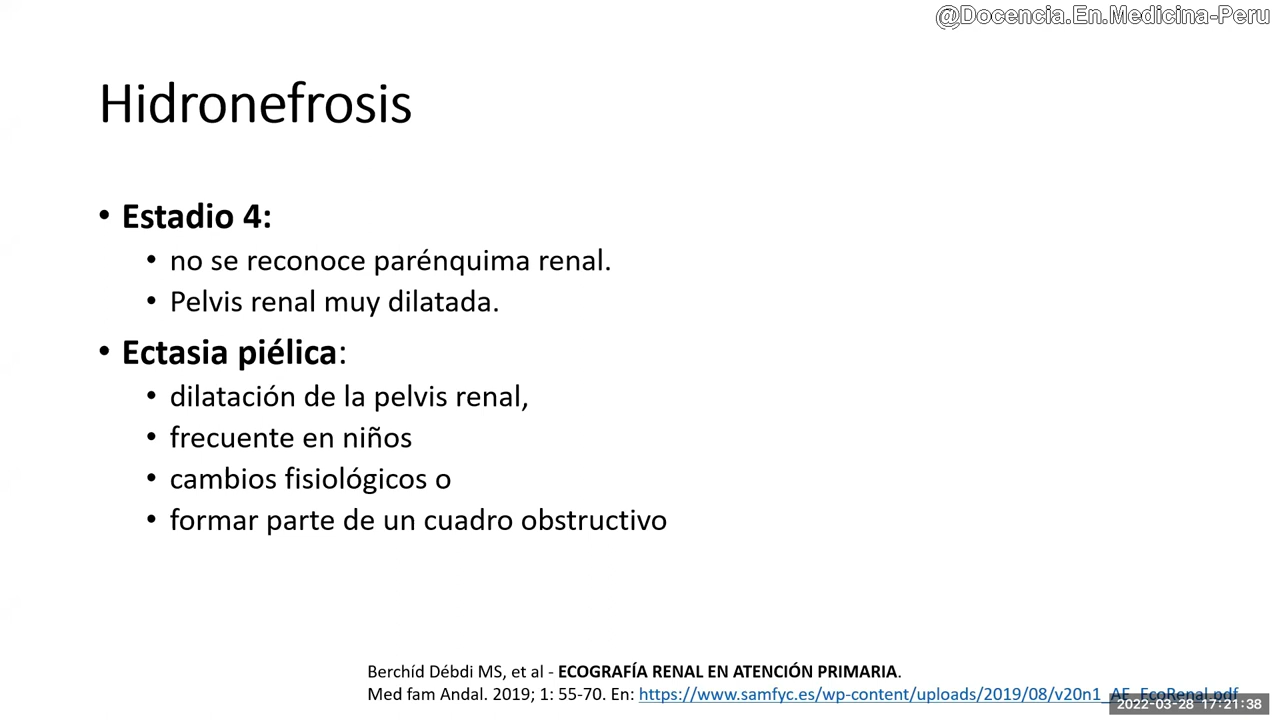 @Docencia.En.Medicina-Peru
Hidronefrosis
• Estadio 4:
• no se reconoce parénquima renal.
• Pelvis renal muy dilatada.
• Ectasia piélica:
• dilatación de la pelvis renal,
• frecuente en niños
• cambios fisiológicos o
• formar parte de un cuadro obstructivo
Berchíd Débdi MS, et al - ECOGRAFÍA RENAL EN ATENCIÓN PRIMARIA.
Med fam Andal. 2019; 1: 55-70. En: https://www.samfyc.es/wp-content/uploads/2019/08/v20n1_AE_EcoRenal.pdf
2022-03-28 17:21:38